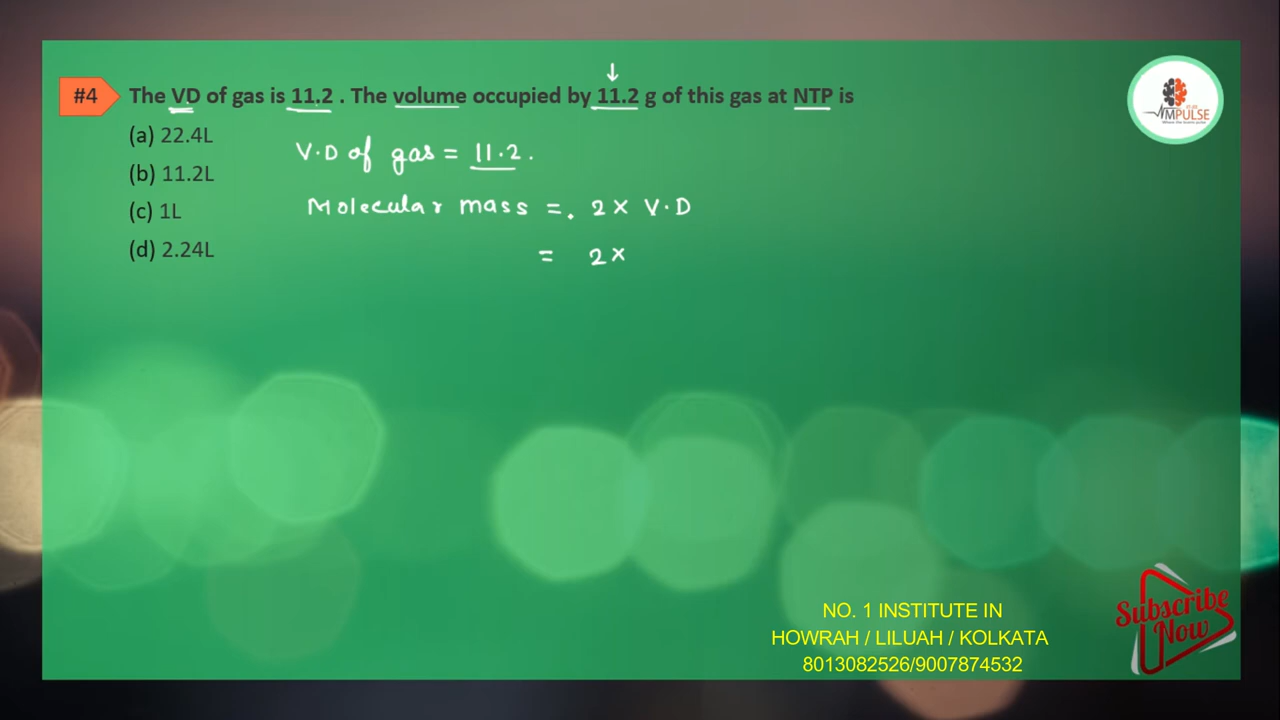 #4 The VD of gas is 11.2 . The volume occupied by 11.2 g of this gas at NTP is
(a) 22.4L
(b) 11.2L
(c) 1L
(d) 2.24L
V.D of gas = 11.2.
Molecular mass =. 2× V.D
= 2×
IMPULSE
NO. 1 INSTITUTE IN
HOWRAH / LILUAH / KOLKATA
8013082526/9007874532
Subscribe
Now